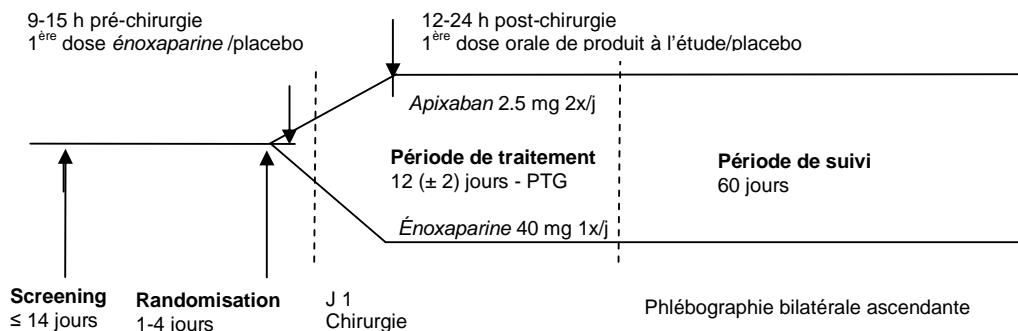 9-15 h pré-chirurgie
1ère dose énoxaparine /placebo
12-24 h post-chirurgie
1ère dose orale de produit à l'étude/placebo
Apixaban 2.5 mg 2x/j
Période de traitement
12 (± 2) jours - PTG
Période de suivi
60 jours
Énoxaparine 40 mg 1x/j
Screening
≤ 14 jours
Randomisation
1-4 jours
J 1
Chirurgie
Phlébographie bilatérale ascendante